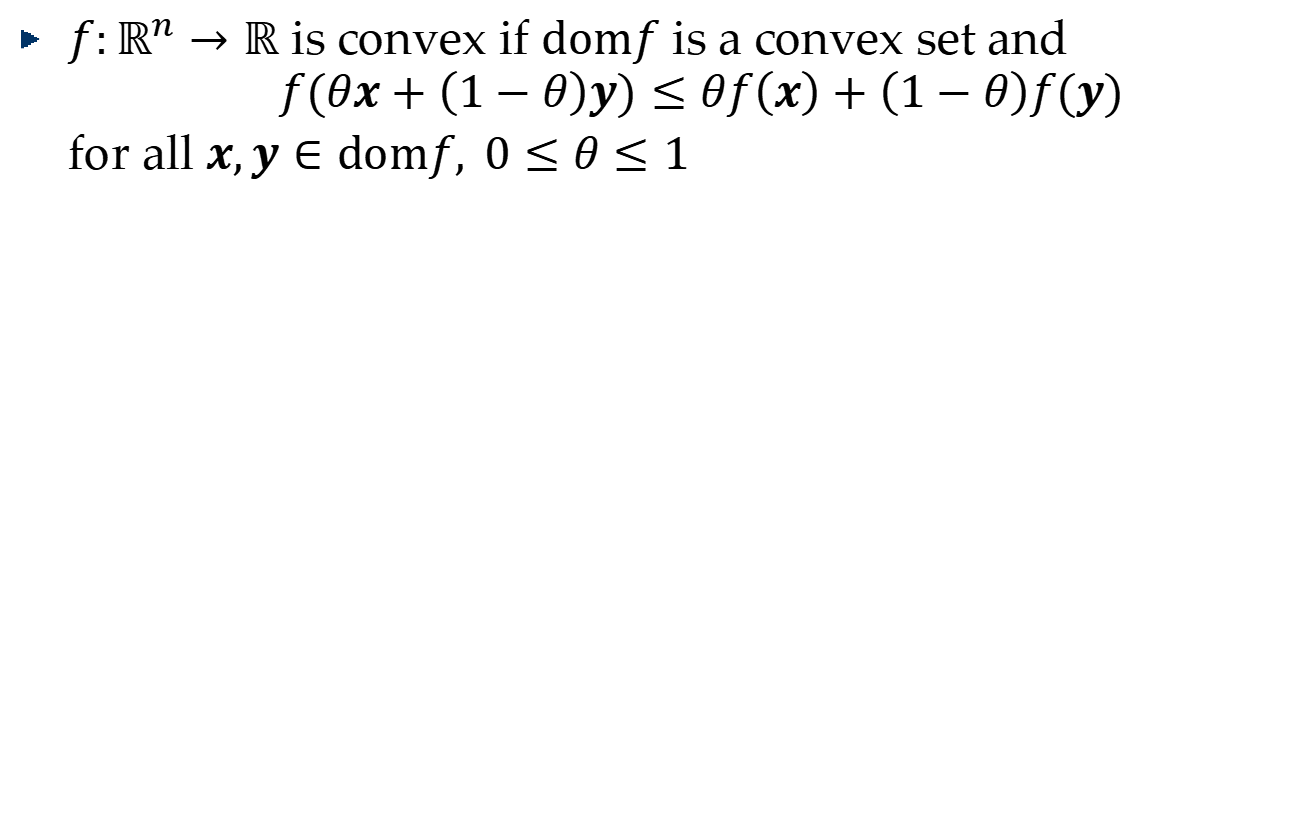 ▶ 𝑓: ℝⁿ → ℝ is convex if dom𝑓 is a convex set and
𝑓(𝜃𝒙 + (1 − 𝜃)𝒚) ≤ 𝜃𝑓(𝒙) + (1 − 𝜃)𝑓(𝒚)
for all 𝒙, 𝒚 ∈ dom𝑓, 0 ≤ 𝜃 ≤ 1